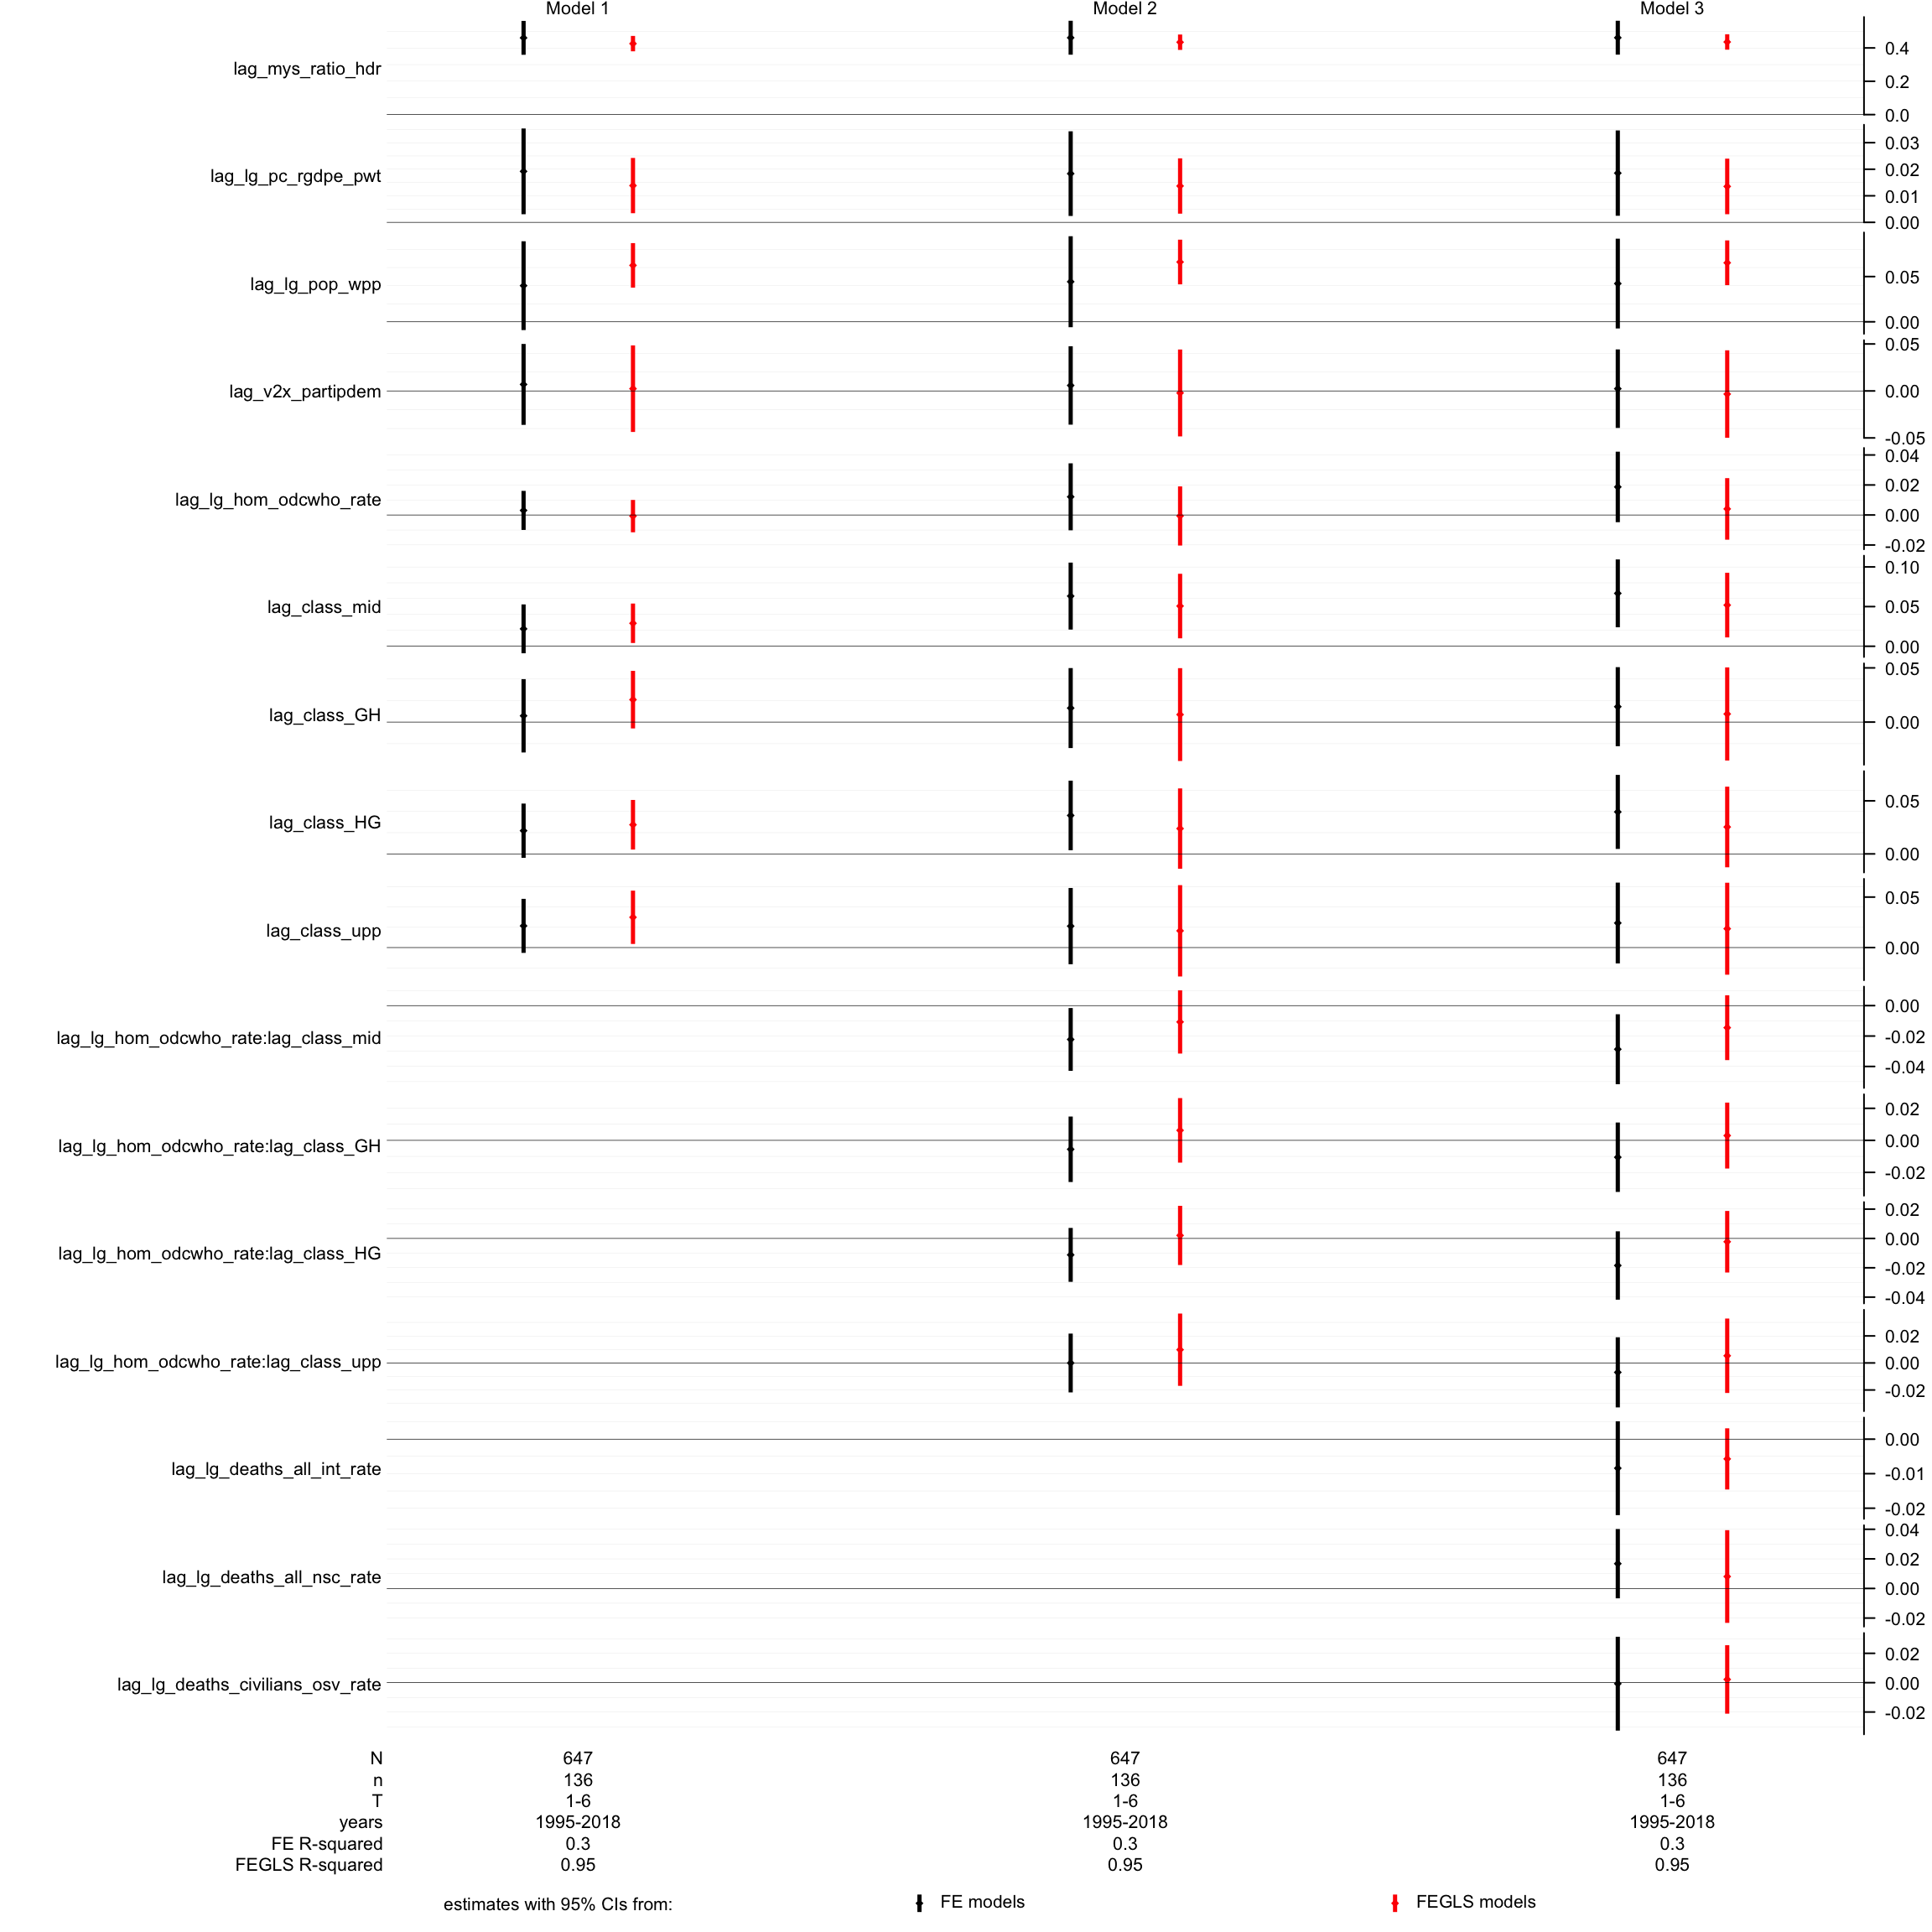 Model 1 Model 2 Model 3
lag_mys_ratio_hdr
0.4
0.2
0.0
lag_lg_pc_rgdpe_pwt
0.03
0.02
0.01
0.00
lag_lg_pop_wpp
0.05
0.00
lag_v2x_partipdem
0.05
0.00
-0.05
lag_lg_hom_odcwho_rate
0.04
0.02
0.00
-0.02
lag_class_mid
0.10
0.05
0.00
lag_class_GH
0.05
0.00
lag_class_HG
0.05
0.00
lag_class_upp
0.05
0.00
lag_lg_hom_odcwho_rate:lag_class_mid
0.00
-0.02
-0.04
lag_lg_hom_odcwho_rate:lag_class_GH
0.02
0.00
-0.02
lag_lg_hom_odcwho_rate:lag_class_HG
0.02
0.00
-0.02
-0.04
lag_lg_hom_odcwho_rate:lag_class_upp
0.02
0.00
-0.02
lag_lg_deaths_all_int_rate
0.00
-0.01
-0.02
lag_lg_deaths_all_nsc_rate
0.04
0.02
0.00
-0.02
lag_lg_deaths_civilians_osv_rate
0.02
0.00
-0.02
N 647 647 647
n 136 136 136
T 1-6 1-6 1-6
years 1995-2018 1995-2018 1995-2018
FE R-squared 0.3 0.3 0.3
FEGLS R-squared 0.95 0.95 0.95
estimates with 95% CIs from: FE models FEGLS models